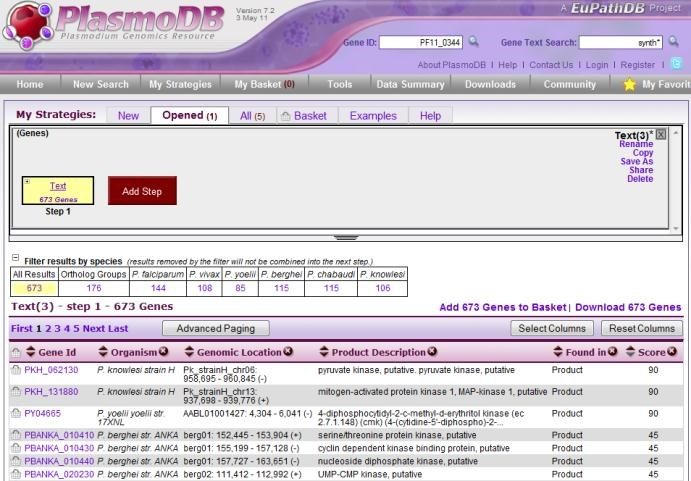 PlasmoDB
Plasmodium Genomics Resource
Version 7.2
3 May 11
A EuPathDB Project
Gene ID: PF11_0344 Gene Text Search: synth*
About PlasmoDB | Help | Contact Us | Login | Register |
Home New Search My Strategies My Basket (0) Tools Data Summary Downloads Community My Favorit
My Strategies: New Opened (1) All (5) Basket Examples Help
(Genes)
Text(3)* X
Rename
Copy
Save As
Share
Delete
Text
673 Genes
Step 1
Add Step
Filter results by species (results removed by the filter will not be combined into the next step.)
All Results Ortholog Groups P. falciparum P. vivax P. yoelii P. berghei P. chabaudi P. knowlesi
673 176 144 108 85 115 115 106
Text(3) - step 1 - 673 Genes
Add 673 Genes to Basket | Download 673 Genes
First 1 2 3 4 5 Next Last Advanced Paging Select Columns Reset Columns
Gene Id Organism Genomic Location Product Description Found in Score
PKH_062130 P. knowlesi strain H Pk_strainH_chr06: 958,695 - 960,845 (-) pyruvate kinase, putative. pyruvate kinase, putative Product 90
PKH_131880 P. knowlesi strain H Pk_strainH_chr13: 937,698 - 939,776 (+) mitogen-activated protein kinase 1, MAP-kinase 1, putative Product 90
PY04665 P. yoelii yoelii str. 17XNL AABL01001427: 4,304 - 6,041 (-) 4-diphosphocytidyl-2-c-methyl-d-erythritol kinase (ec 2.7.1.148) (cmk) (4-(cytidine-5'-diphospho)-2-... Product 90
PBANKA_010410 P. berghei str. ANKA berg01: 152,445 - 153,904 (+) serine/threonine protein kinase, putative Product 45
PBANKA_010430 P. berghei str. ANKA berg01: 155,199 - 157,128 (-) cyclin dependent kinase binding protein, putative Product 45
PBANKA_010440 P. berghei str. ANKA berg01: 157,727 - 163,651 (-) nucleoside diphosphate kinase, putative Product 45
PBANKA_020230 P. berghei str. ANKA berg02: 111,412 - 112,992 (+) UMP-CMP kinase, putative Product 45